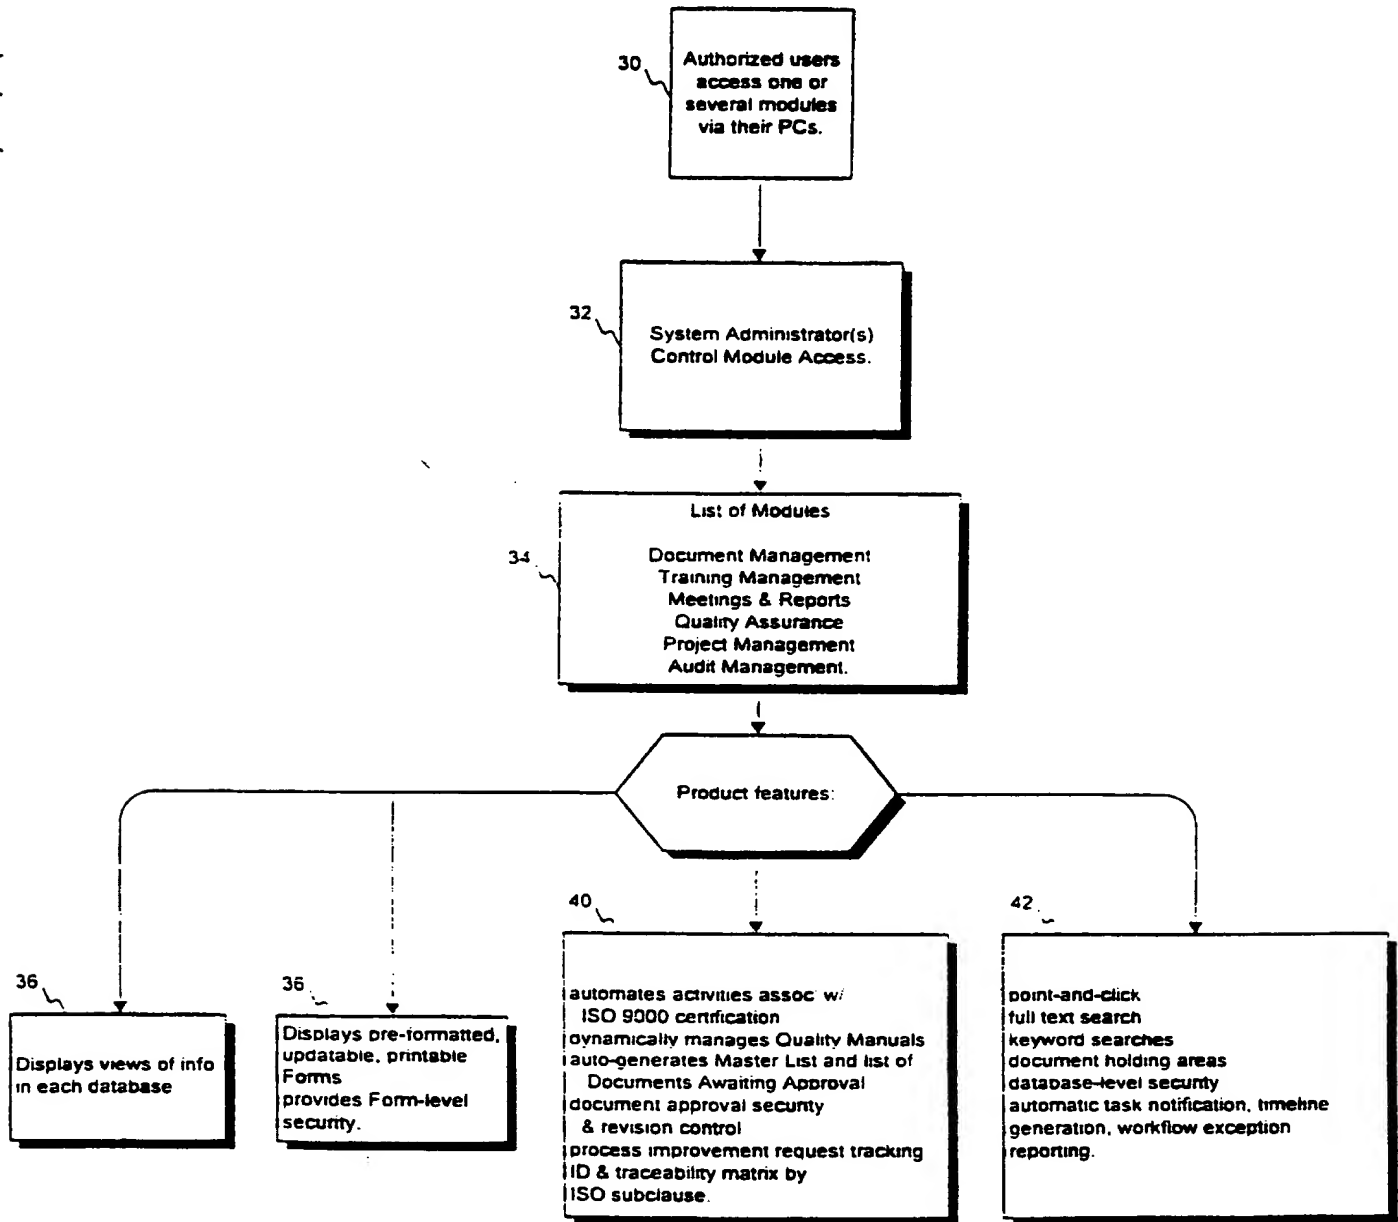 30
Authorized users
access one or
several modules
via their PCs.
32
System Administrator(s)
Control Module Access.
34
List of Modules
Document Management
Training Management
Meetings & Reports
Quality Assurance
Project Management
Audit Management.
Product features:
36
Displays views of info
in each database
36
Displays pre-formatted,
updatable, printable
Forms
provides Form-level
security.
40
automates activities assoc w/
ISO 9000 certification
dynamically manages Quality Manuals
auto-generates Master List and list of
Documents Awaiting Approval
document approval security
& revision control
process improvement request tracking
ID & traceability matrix by
ISO subclause.
42
point-and-click
full text search
keyword searches
document holding areas
database-level security
automatic task notification, timeline
generation, workflow exception
reporting.